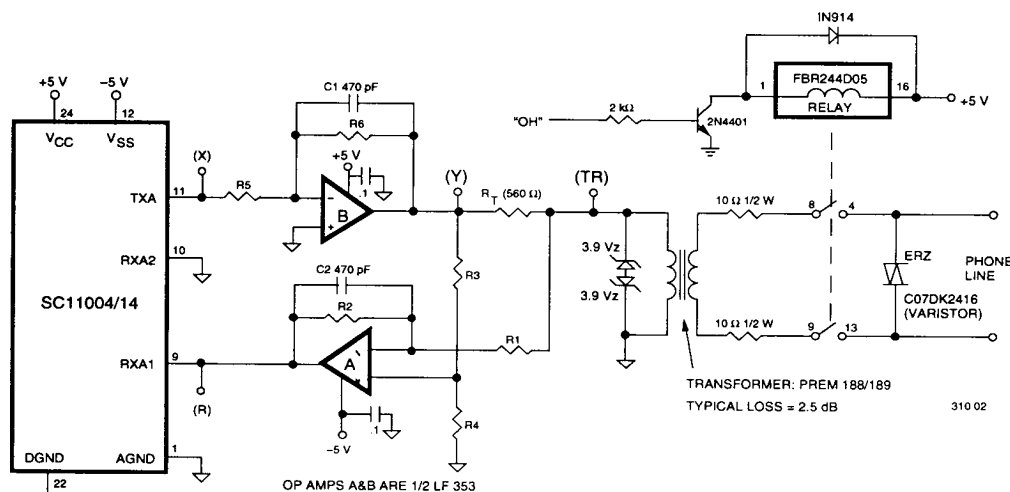 IN914
FBR244D05
1
16
RELAY
+5 V
"OH"
2 kΩ
2N4401
+5 V
−5 V
24
12
VCC
VSS
C1 470 pF
R6
+5 V
.1
(X)
TXA
11
R5
−
B
+
(Y)
RT (560 Ω)
(TR)
10 Ω 1/2 W
8
4
RXA2
10
C2 470 pF
R3
3.9 Vz
3.9 Vz
ERZ
PHONE
LINE
SC11004/14
R2
C07DK2416
(VARISTOR)
10 Ω 1/2 W
9
13
RXA1
9
A
R1
(R)
−5 V
.1
R4
TRANSFORMER: PREM 188/189
TYPICAL LOSS = 2.5 dB
310 02
DGND
AGND
1
22
OP AMPS A&B ARE 1/2 LF 353